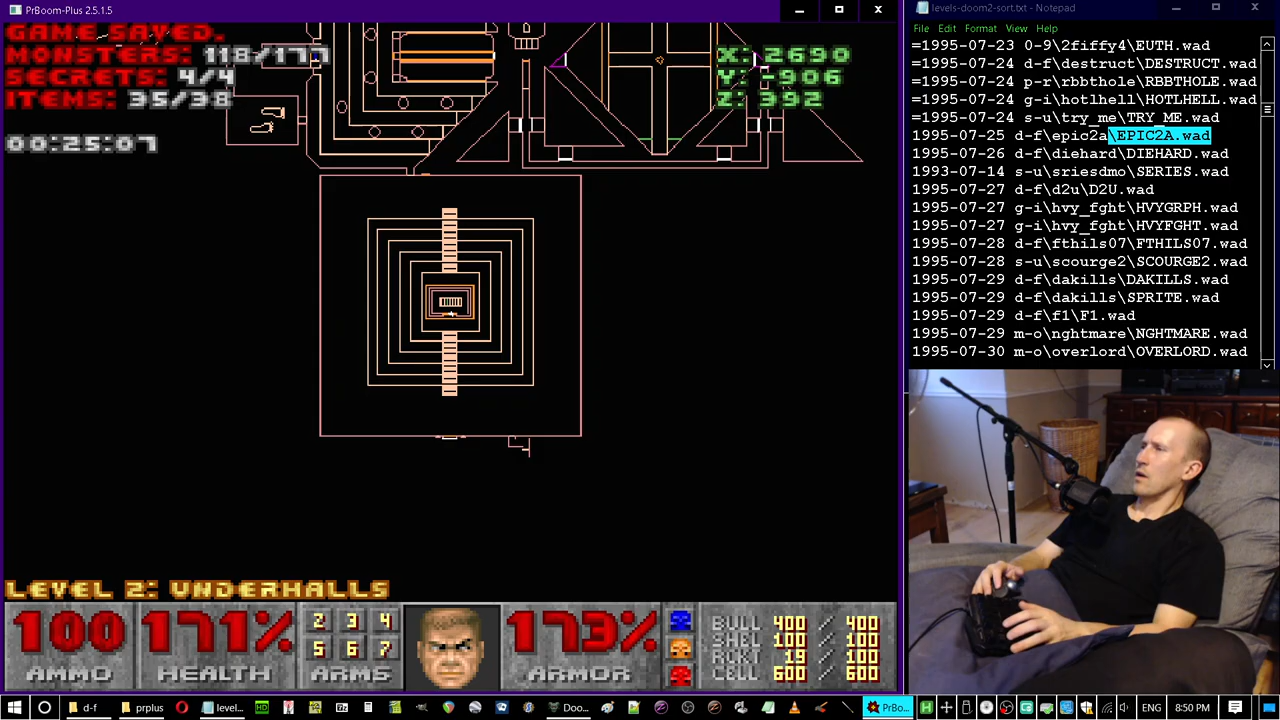 PrBoom-Plus 2.5.1.5
GAME SAVED.
MONSTERS: 118/177
SECRETS: 4/4
ITEMS: 35/38
00:25:07
X: 2690
Y: -906
Z: 392
LEVEL 2: UNDERHALLS
100
AMMO
171%
HEALTH
2 3 4
5 6 7
ARMS
173%
ARMOR
BULL 400 / 400
SHEL 100 / 100
RCKT 19 / 100
CELL 600 / 600
levels-doom2-sort.txt - Notepad
File Edit Format View Help
=1995-07-23 0-9\2fiffy4\EUTH.wad
=1995-07-24 d-f\destruct\DESTRUCT.wad
=1995-07-24 p-r\rbbthole\RBBTHOLE.wad
=1995-07-24 g-i\hotlhell\HOTLHELL.wad
=1995-07-24 s-u\try_me\TRY_ME.wad
1995-07-25 d-f\epic2a\EPIC2A.wad
1995-07-26 d-f\diehard\DIEHARD.wad
1993-07-14 s-u\sriesdmo\SERIES.wad
1995-07-27 d-f\d2u\D2U.wad
1995-07-27 g-i\hvy_fght\HVYGRPH.wad
1995-07-27 g-i\hvy_fght\HVYFGHT.wad
1995-07-28 d-f\fthils07\FTHILS07.wad
1995-07-28 s-u\scourge2\SCOURGE2.wad
1995-07-29 d-f\dakills\DAKILLS.wad
1995-07-29 d-f\dakills\SPRITE.wad
1995-07-29 d-f\f1\F1.wad
1995-07-29 m-o\nghtmare\NGHTMARE.wad
1995-07-30 m-o\overlord\OVERLORD.wad
d-f
prplus
level...
Doo...
PrBo...
8:50 PM